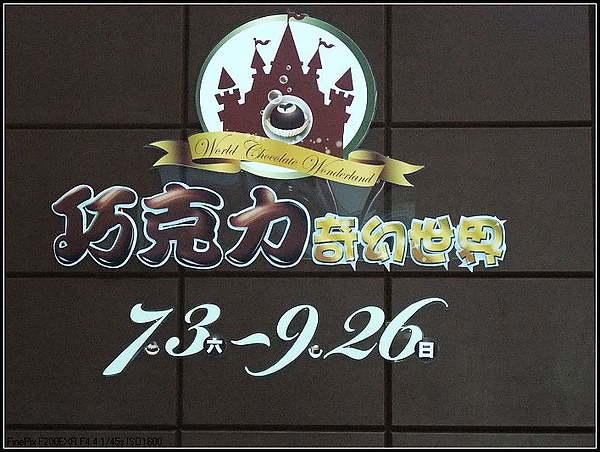 World Chocolate Wonderland
巧克力奇幻世界
7.3六~9.26日
FinePix F200EXR F4.4 1/45s ISO1600